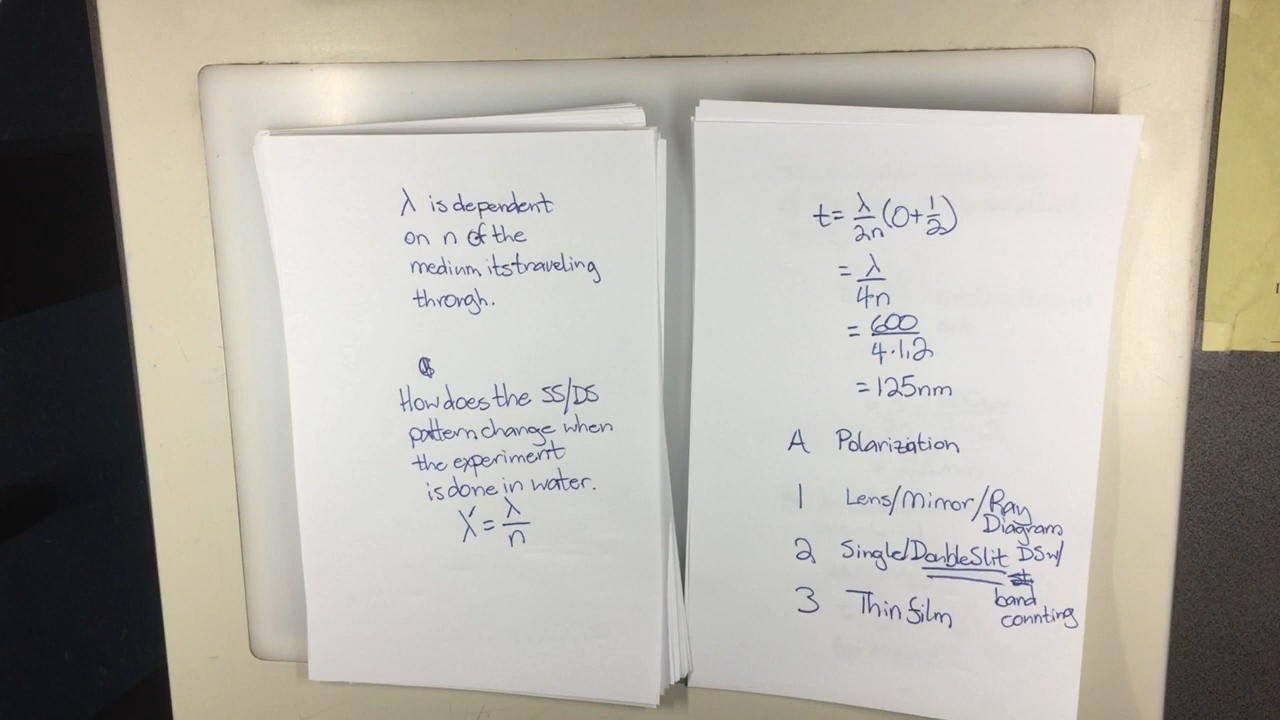 λ is dependent
on n of the
medium its traveling
through.
How does the SS/DS
pattern change when
the experiment
is done in water.
λ' = λ/n
t = λ/2n (0 + 1/2)
= λ/4n
= 600/4·1.2
= 125nm
A Polarization
1 Lens/Mirror/Ray
Diagram
2 Single/Double Slit DS w/
band
counting
3 Thin film